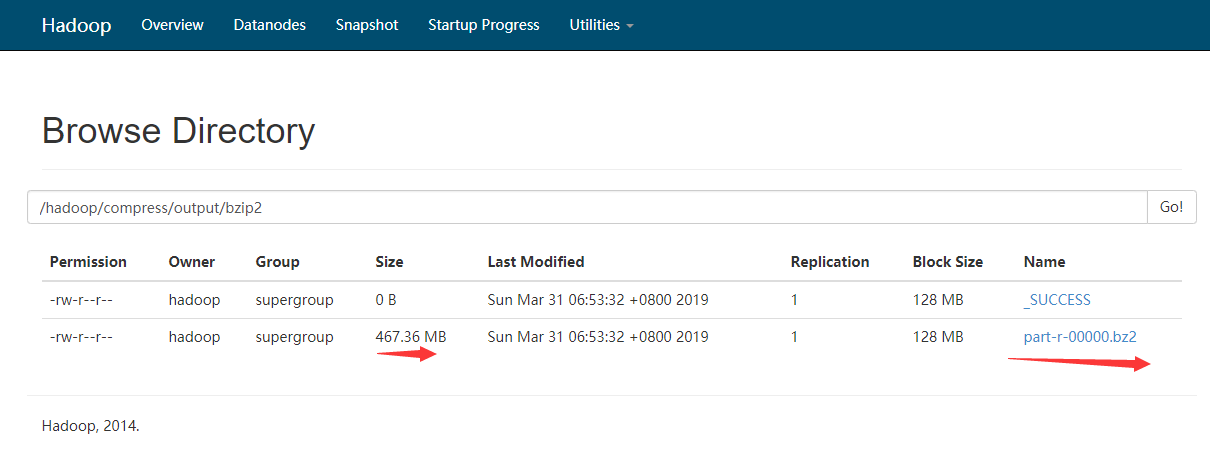 Hadoop Overview Datanodes Snapshot Startup Progress Utilities
Browse Directory
/hadoop/compress/output/bzip2 Go!
Permission Owner Group Size Last Modified Replication Block Size Name
-rw-r--r-- hadoop supergroup 0 B Sun Mar 31 06:53:32 +0800 2019 1 128 MB _SUCCESS
-rw-r--r-- hadoop supergroup 467.36 MB Sun Mar 31 06:53:32 +0800 2019 1 128 MB part-r-00000.bz2
Hadoop, 2014.